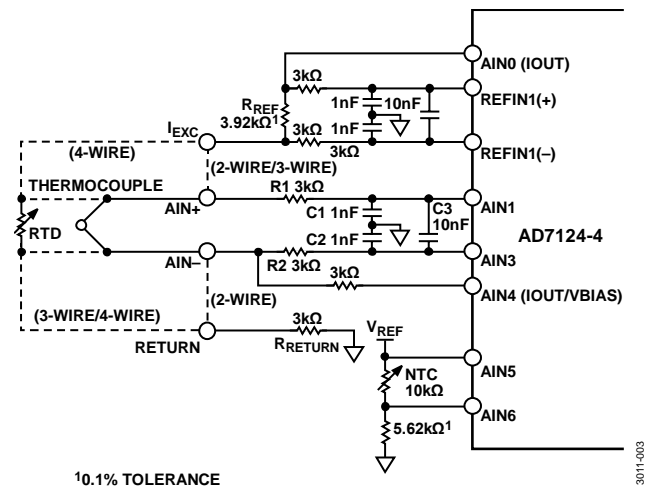 AIN0 (IOUT)
3kΩ
REFIN1(+)
1nF
10nF
RREF
3.92kΩ1
1nF
IEXC
3kΩ
3kΩ
REFIN1(–)
(4-WIRE)
(2-WIRE/3-WIRE)
THERMOCOUPLE
R1 3kΩ
AIN+
AIN1
C1 1nF
C3
10nF
AD7124-4
RTD
C2 1nF
AIN–
R2 3kΩ
AIN3
3kΩ
(2-WIRE)
AIN4 (IOUT/VBIAS)
(3-WIRE/4-WIRE)
3kΩ
VREF
RETURN
RRETURN
AIN5
NTC
10kΩ
AIN6
5.62kΩ1
10.1% TOLERANCE
3011-003